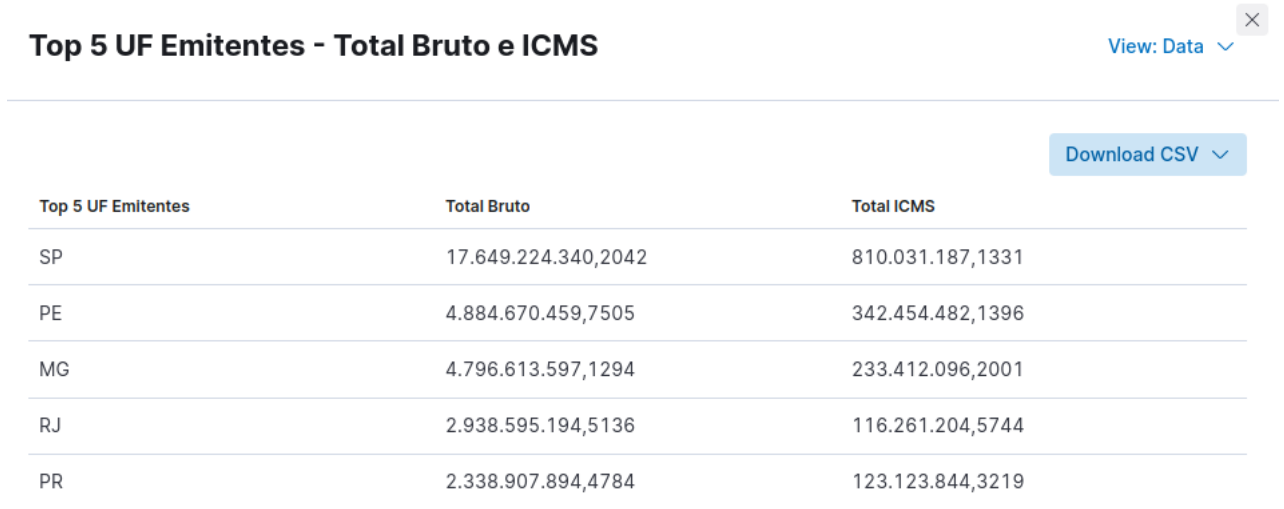 Top 5 UF Emitentes - Total Bruto e ICMS
View: Data
Download CSV
Top 5 UF Emitentes Total Bruto Total ICMS
SP 17.649.224.340,2042 810.031.187,1331
PE 4.884.670.459,7505 342.454.482,1396
MG 4.796.613.597,1294 233.412.096,2001
RJ 2.938.595.194,5136 116.261.204,5744
PR 2.338.907.894,4784 123.123.844,3219